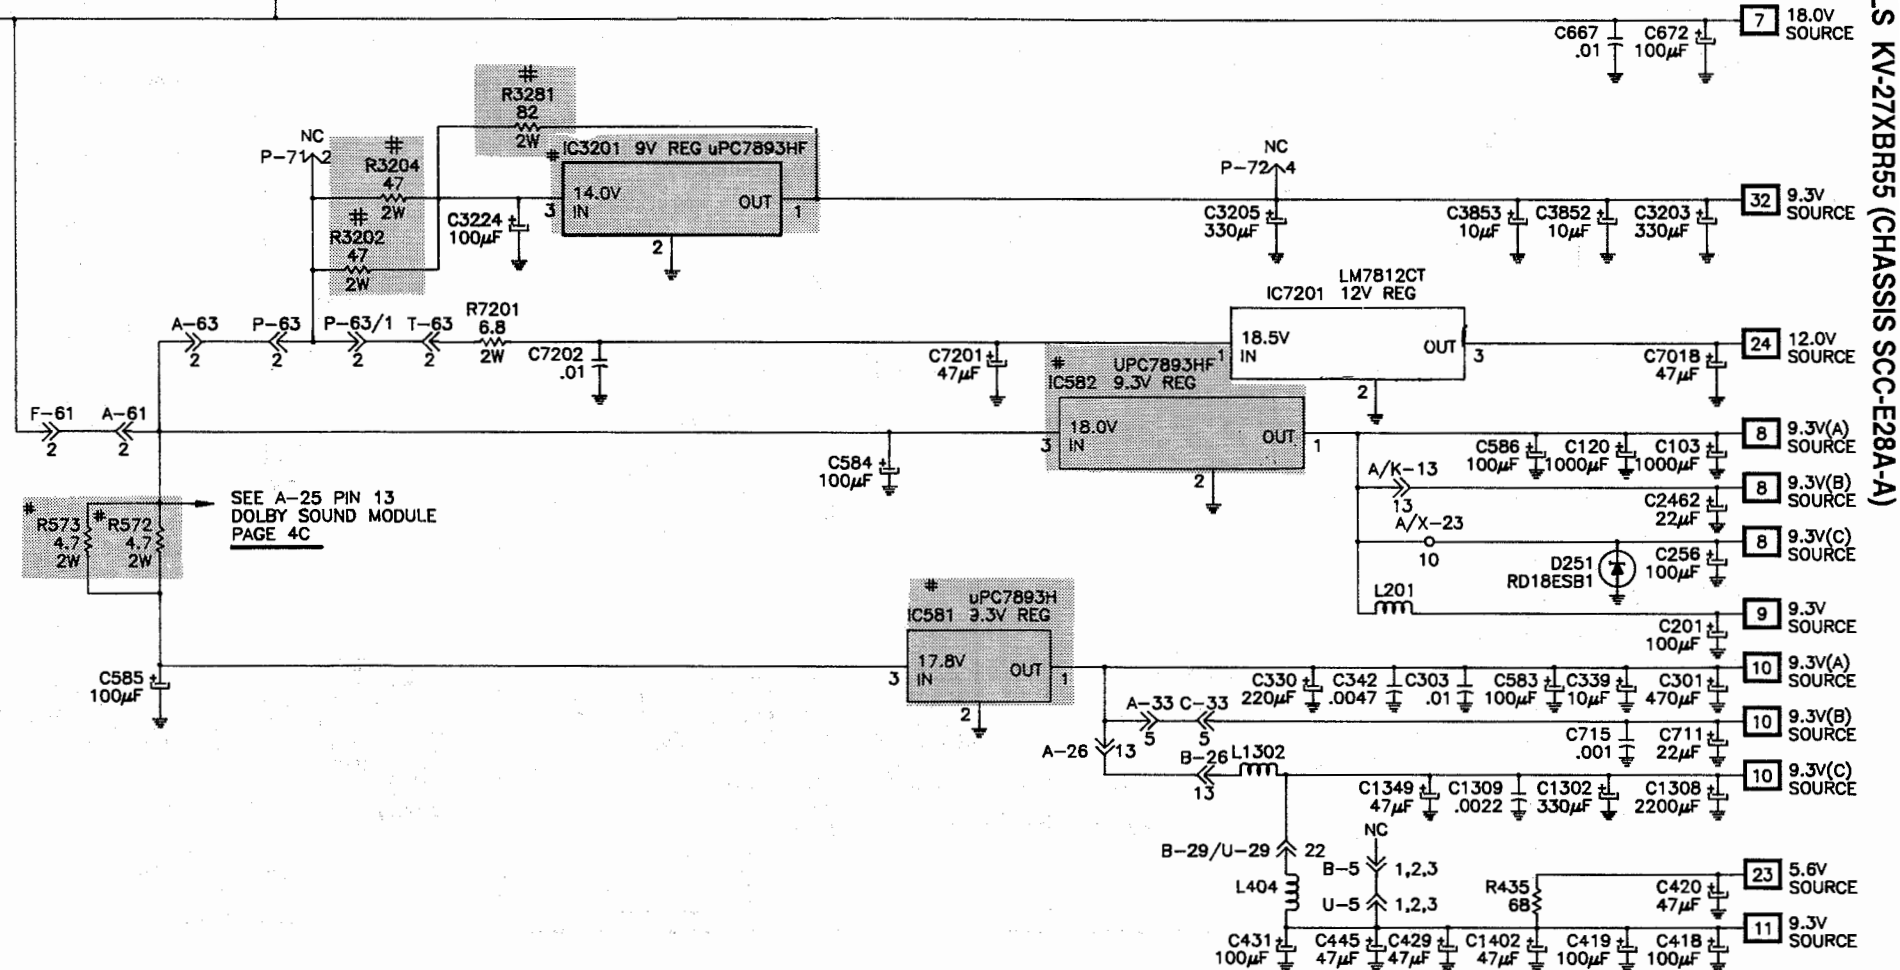 7 18.0V
SOURCE
C667
.01
C672
100µF
_S KV-27XBR55 (CHASSIS SCC-E28A-A)
#
R3281
82
2W
NC
P-71 2
#
R3204
47
2W
#
R3202
47
2W
C3224
100µF
#
IC3201 9V REG uPC7893HF
14.0V
IN
OUT
3
1
2
NC
P-72 4
C3205
330µF
C3853
10µF
C3852
10µF
C3203
330µF
32 9.3V
SOURCE
A-63
2
P-63
2
P-63/1
2
T-63
2
R7201
6.8
2W
C7202
.01
C7201
47µF
LM7812CT
IC7201 12V REG
1
18.5V
IN
OUT
3
2
C7018
47µF
24 12.0V
SOURCE
F-61
2
A-61
2
C584
100µF
#
UPC7893HF
IC582 9.3V REG
3
18.0V
IN
OUT
1
2
C586
100µF
C120
1000µF
C103
1000µF
8 9.3V(A)
SOURCE
A/K-13
13
C2462
22µF
8 9.3V(B)
SOURCE
A/X-23
10
D251
RD18ESB1
C256
100µF
8 9.3V(C)
SOURCE
L201
C201
100µF
9 9.3V
SOURCE
#
R573
4.7
2W
#
R572
4.7
2W
SEE A-25 PIN 13
DOLBY SOUND MODULE
PAGE 4C
C585
100µF
#
uPC7893H
IC581 9.3V REG
3
17.8V
IN
OUT
1
2
C330
220µF
C342
.0047
C303
.01
C583
100µF
C339
10µF
C301
470µF
10 9.3V(A)
SOURCE
A-33
5
C-33
5
C715
.001
C711
22µF
10 9.3V(B)
SOURCE
A-26 13
B-26
13
L1302
C1349
47µF
C1309
.0022
C1302
330µF
C1308
2200µF
10 9.3V(C)
SOURCE
B-29/U-29 22
L404
NC
B-5 1,2,3
U-5 1,2,3
R435
68
C420
47µF
23 5.6V
SOURCE
C431
100µF
C445
47µF
C429
47µF
C1402
47µF
C419
100µF
C418
100µF
11 9.3V
SOURCE